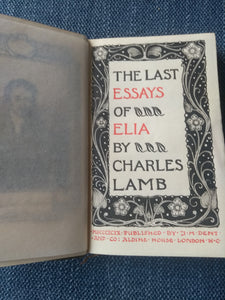 THE LAST
ESSAYS
OF
ELIA
BY
CHARLES
LAMB
PUBLISHED · BY · J · M · DENT
AND · CO : ALDINE · HOUSE · LONDON · W · C